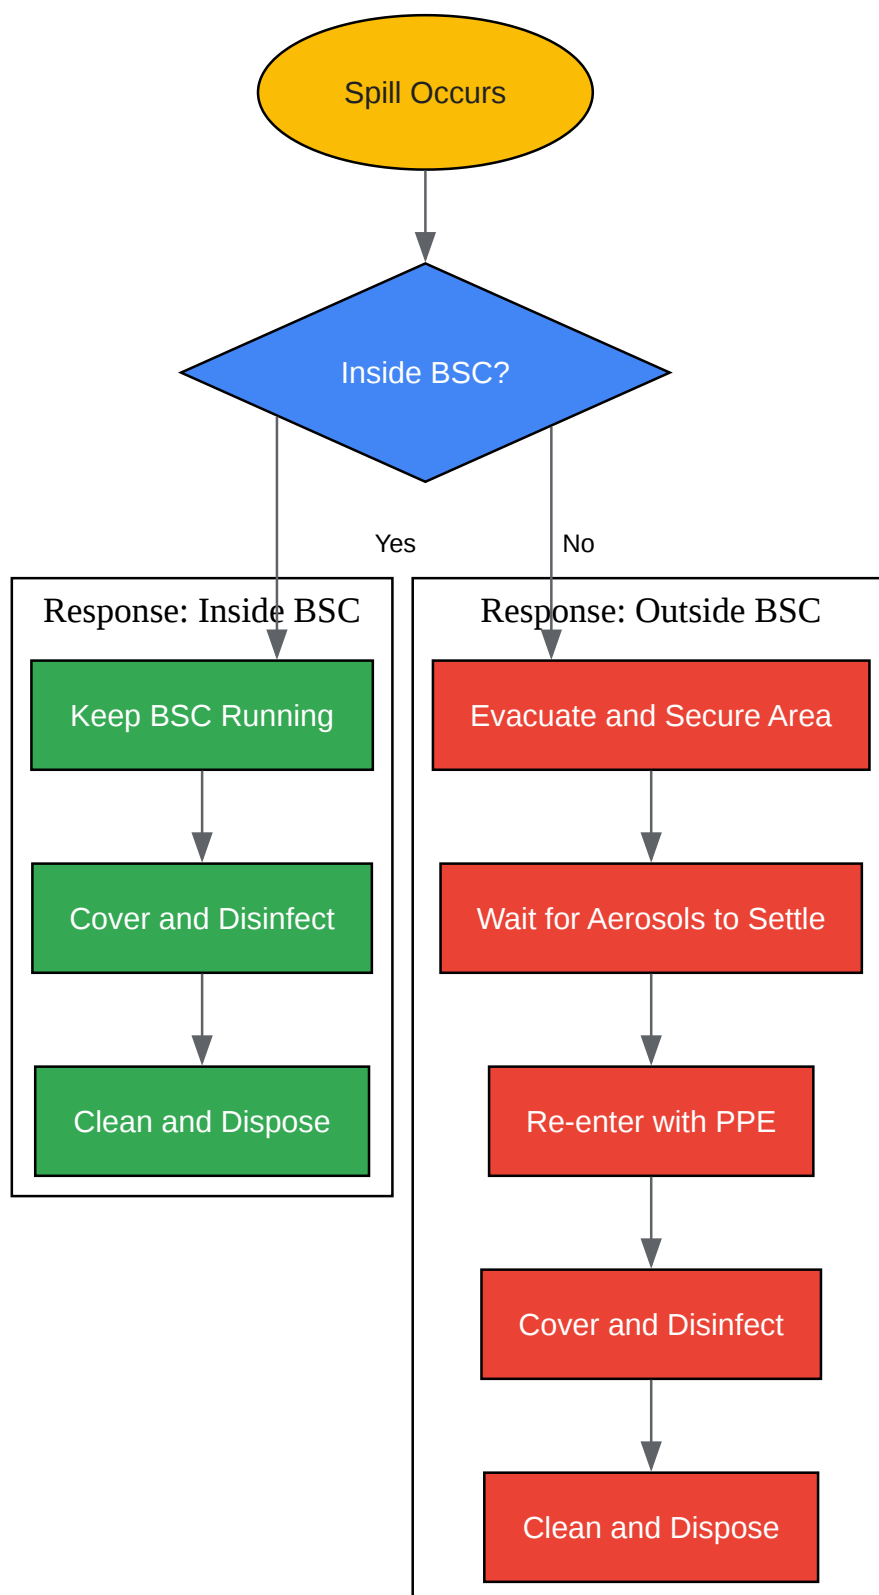 Spill Occurs
Inside BSC?
Yes
No
Response: Inside BSC
Keep BSC Running
Cover and Disinfect
Clean and Dispose
Response: Outside BSC
Evacuate and Secure Area
Wait for Aerosols to Settle
Re-enter with PPE
Cover and Disinfect
Clean and Dispose